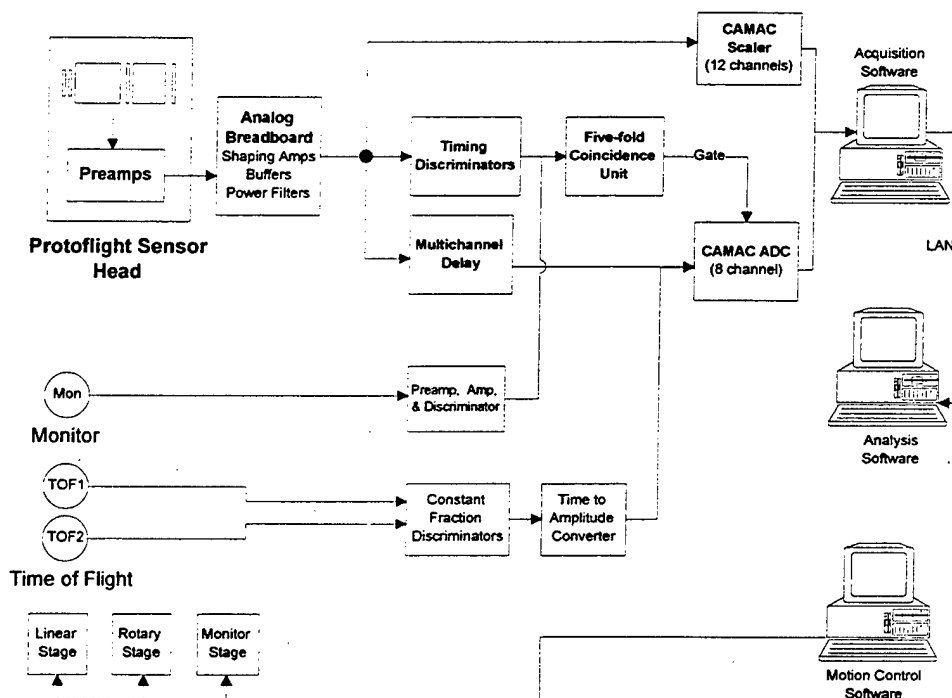 CAMAC
Scaler
(12 channels)
Acquisition
Software
Analog
Breadboard
Shaping Amps
Buffers
Power Filters
Timing
Discriminators
Five-fold
Coincidence
Unit
Gate
Preamps
Protoflight Sensor
Head
Multichannel
Delay
CAMAC ADC
(8 channel)
LAN
Mon
Monitor
Preamp, Amp,
& Discriminator
Analysis
Software
TOF1
TOF2
Time of Flight
Constant
Fraction
Discriminators
Time to
Amplitude
Converter
Linear
Stage
Rotary
Stage
Monitor
Stage
Motion Control
Software